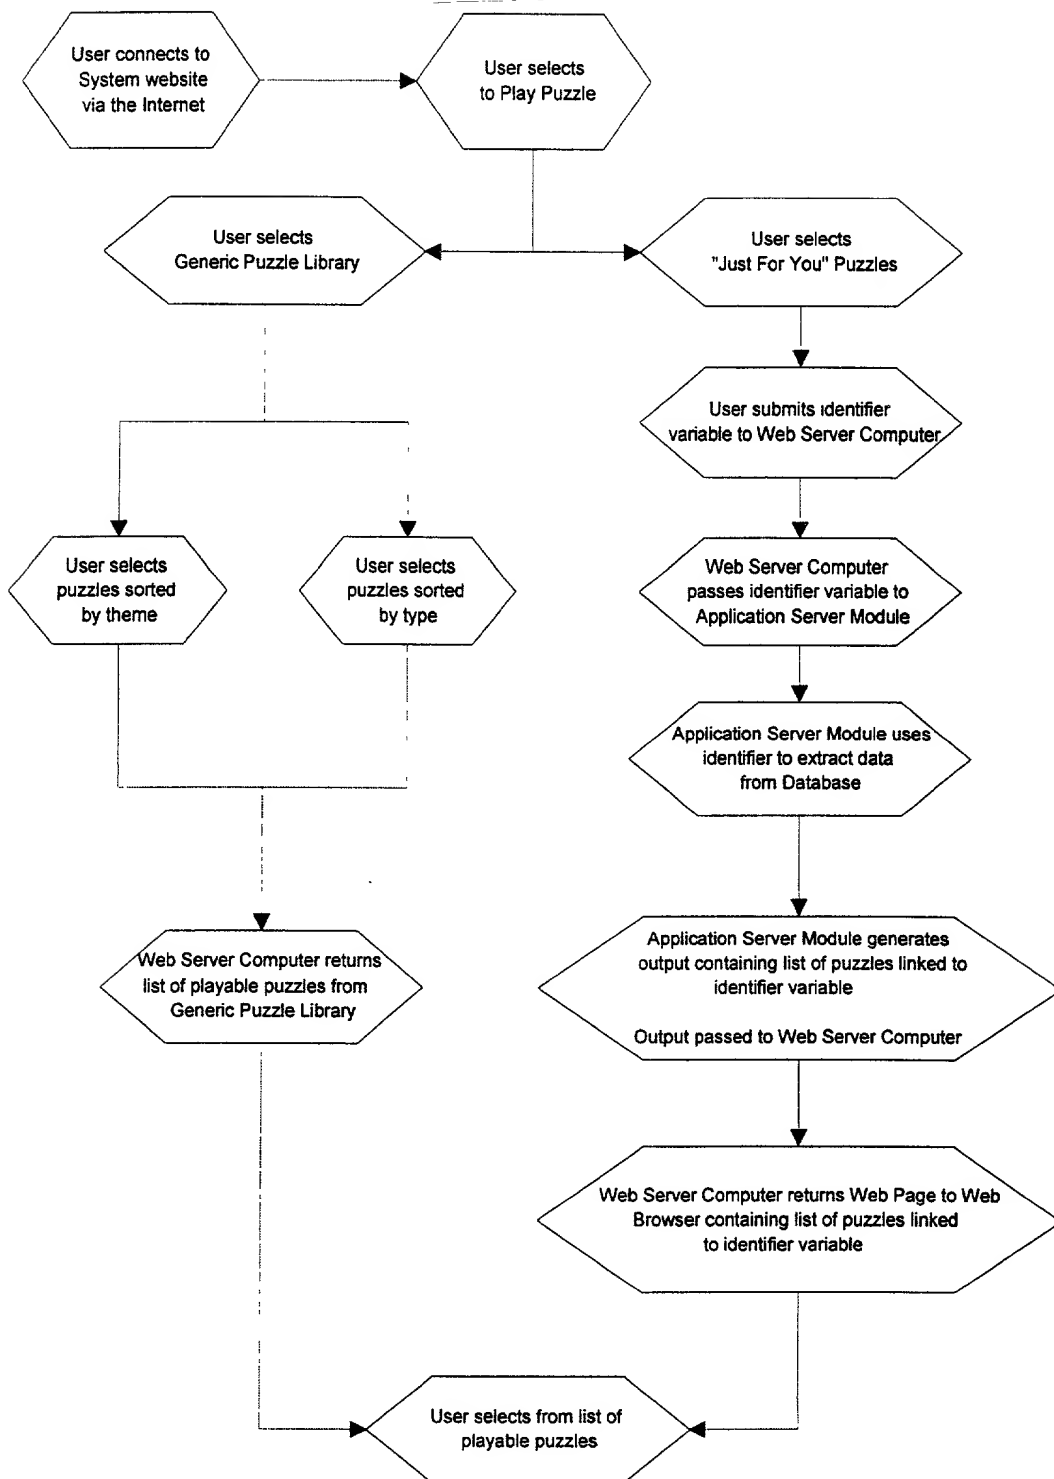 User connects to
System website
via the Internet
User selects
to Play Puzzle
User selects
Generic Puzzle Library
User selects
"Just For You" Puzzles
User submits identifier
variable to Web Server Computer
User selects
puzzles sorted
by theme
User selects
puzzles sorted
by type
Web Server Computer
passes identifier variable to
Application Server Module
Application Server Module uses
identifier to extract data
from Database
Web Server Computer returns
list of playable puzzles from
Generic Puzzle Library
Application Server Module generates
output containing list of puzzles linked to
identifier variable
Output passed to Web Server Computer
Web Server Computer returns Web Page to Web
Browser containing list of puzzles linked
to identifier variable
User selects from list of
playable puzzles